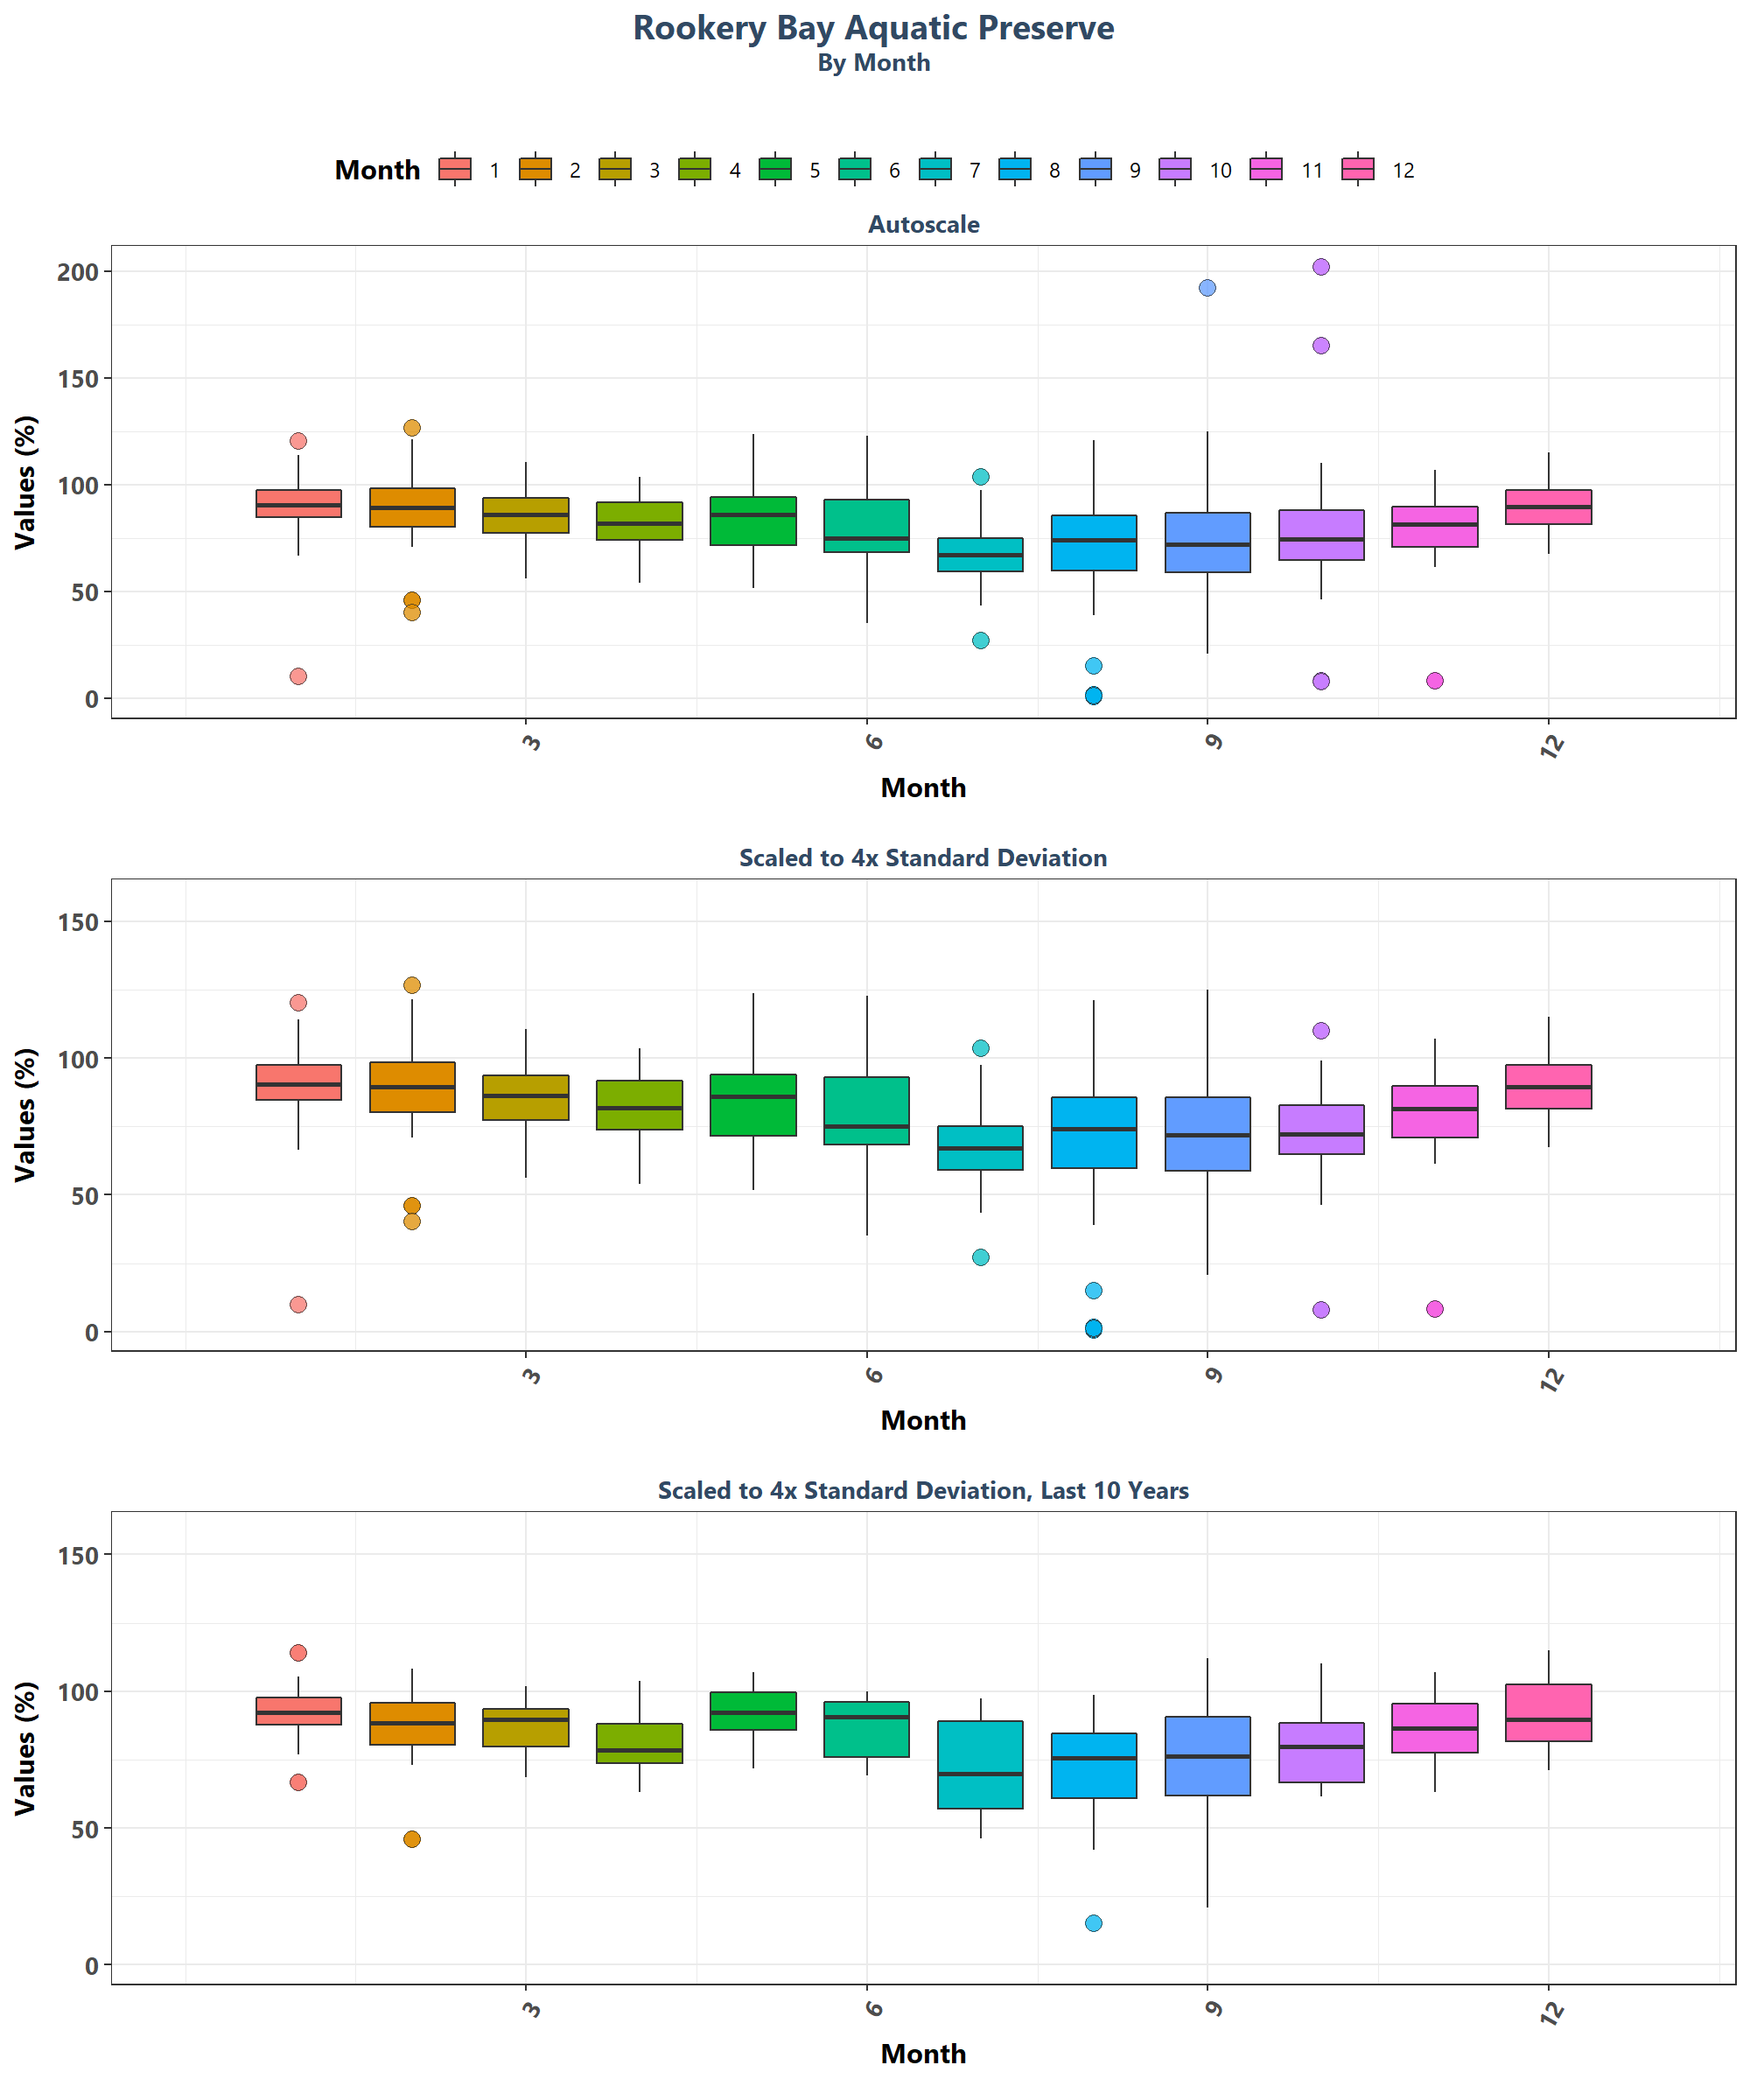 Rookery Bay Aquatic Preserve
By Month
Month 1 2 3 4 5 6 7 8 9 10 11 12
Autoscale
Values (%)
200
150
100
50
0
3 6 9 12
Month
Scaled to 4x Standard Deviation
Values (%)
150
100
50
0
3 6 9 12
Month
Scaled to 4x Standard Deviation, Last 10 Years
Values (%)
150
100
50
0
3 6 9 12
Month